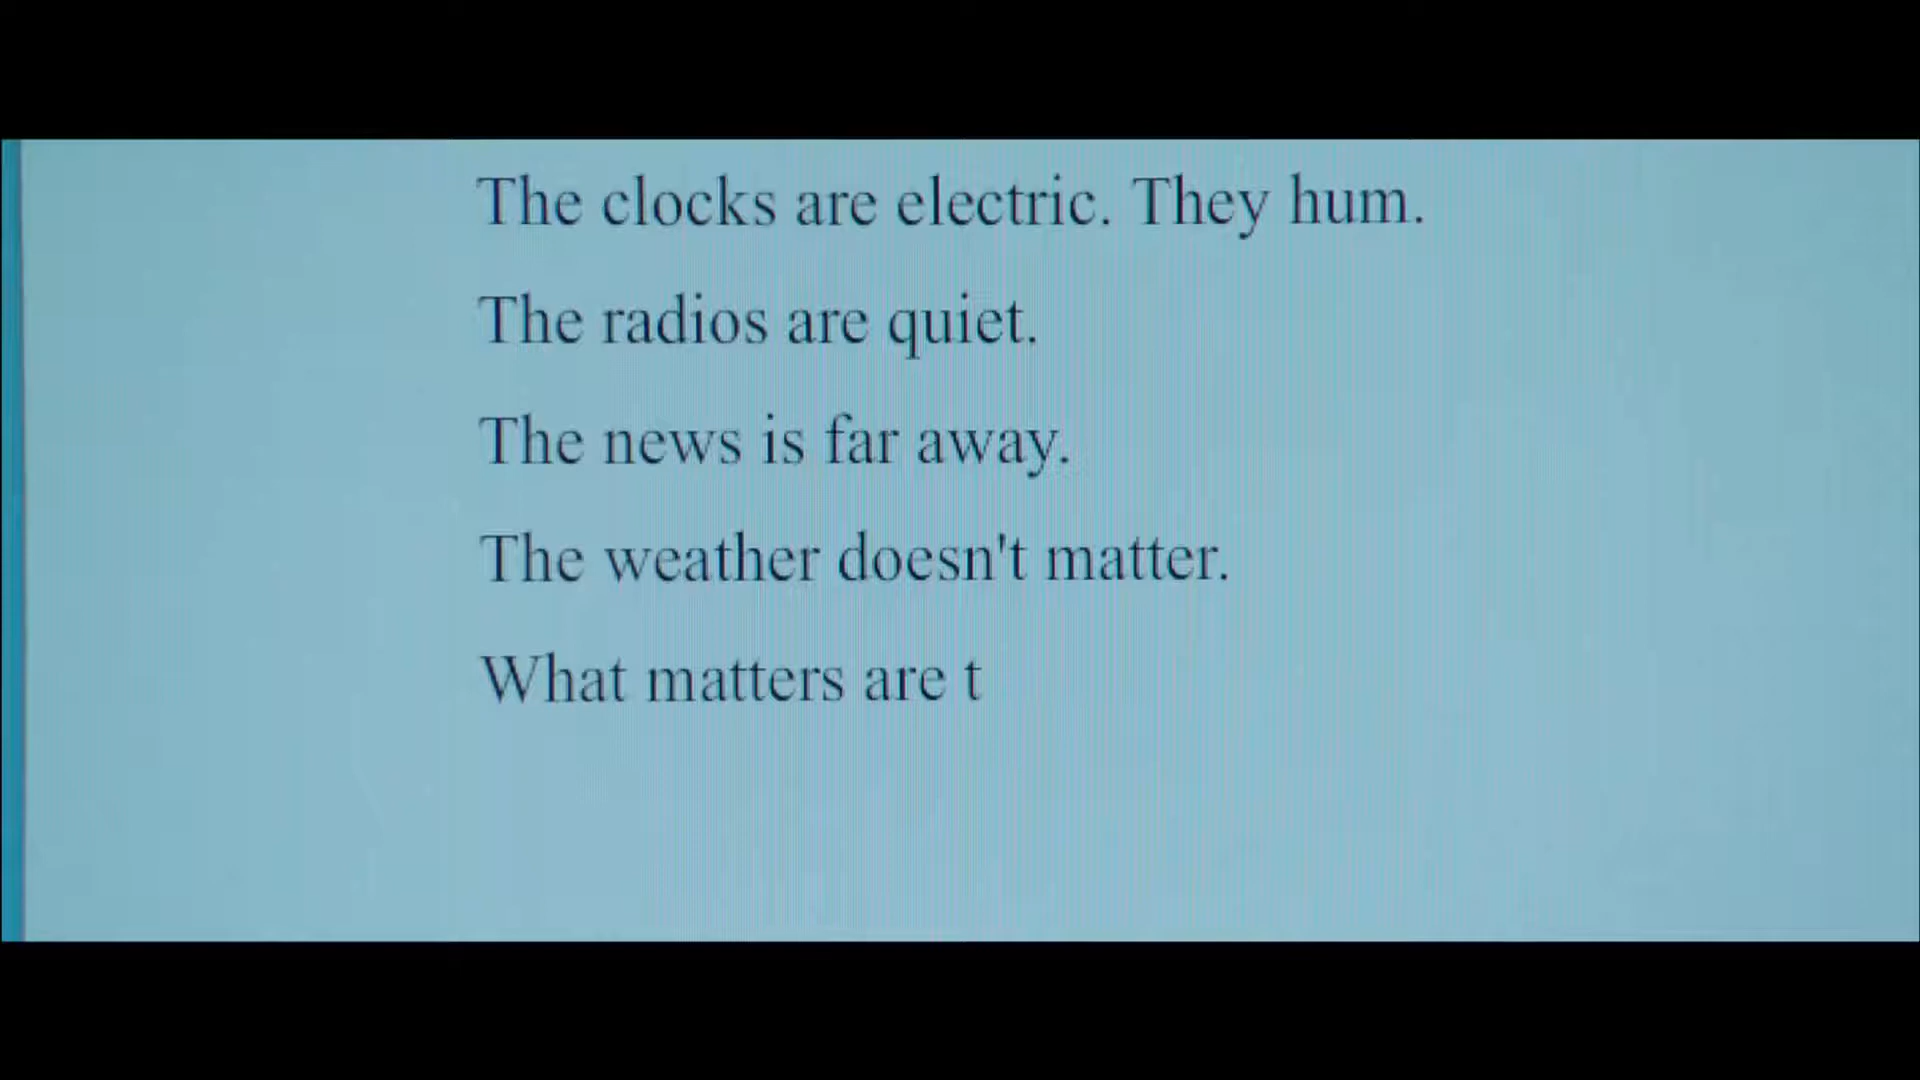 The clocks are electric. They hum.
The radios are quiet.
The news is far away.
The weather doesn't matter.
What matters are t